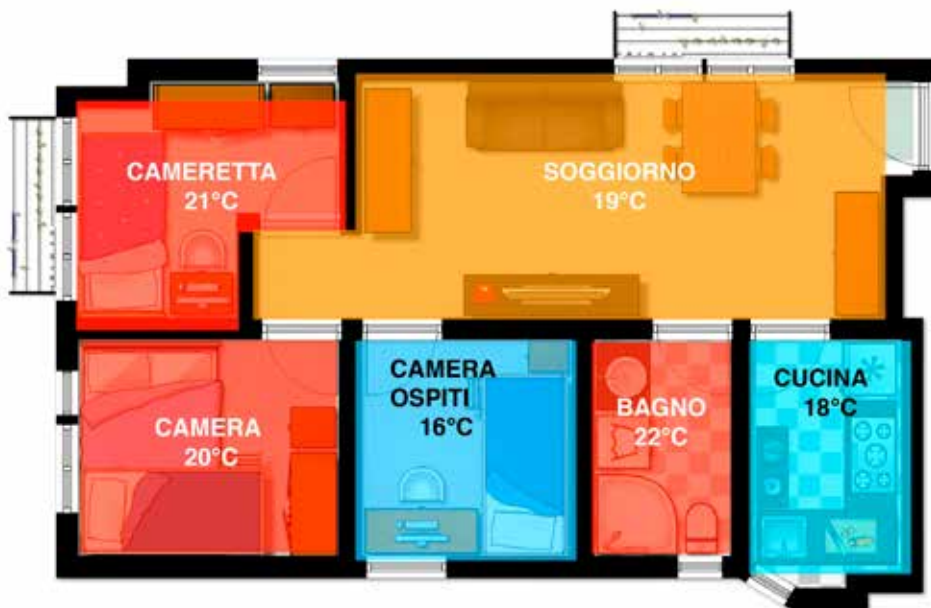 CAMERETTA
21°C
SOGGIORNO
19°C
CAMERA
20°C
CAMERA
OSPITI
16°C
BAGNO
22°C
CUCINA
18°C